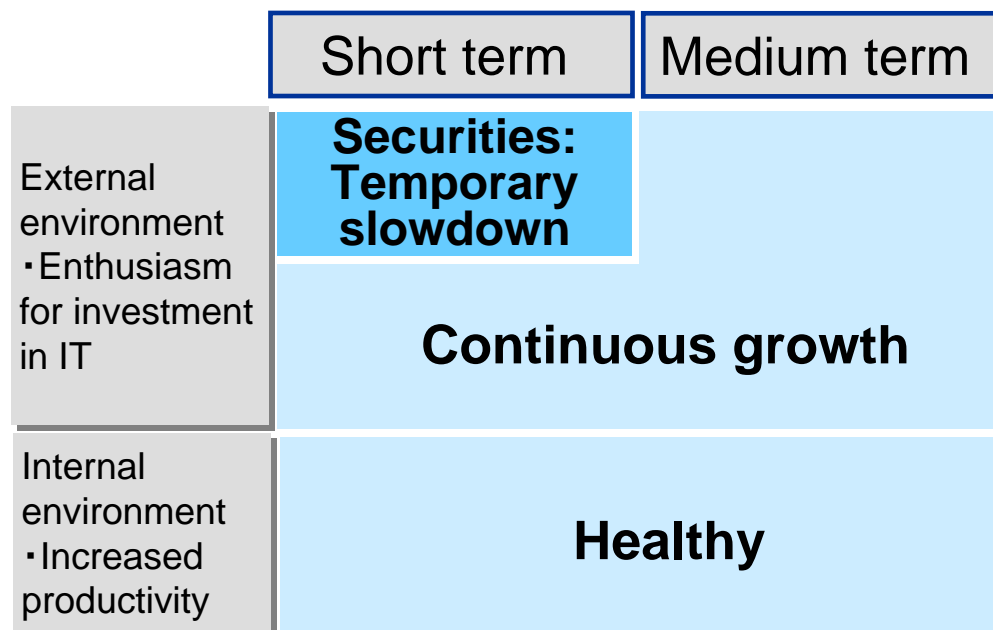 Short term
Medium term
External
environment
・Enthusiasm
for investment
in IT
Securities:
Temporary
slowdown
Continuous growth
Internal
environment
・Increased
productivity
Healthy